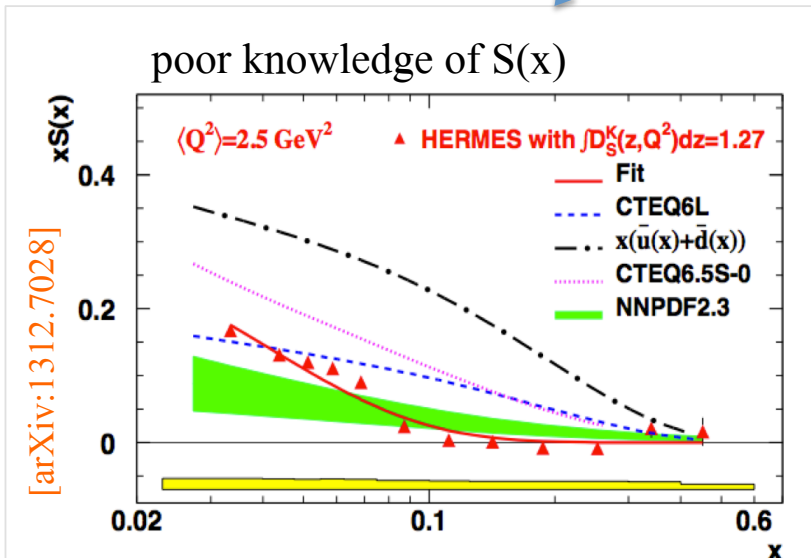 poor knowledge of S(x)
xS(x)
⟨Q²⟩=2.5 GeV²
▲ HERMES with ∫D_S^K(z,Q²)dz=1.27
Fit
CTEQ6L
x(ū(x)+d̄(x))
CTEQ6.5S-0
NNPDF2.3
0.4
0.2
0
0.02
0.1
0.6
x
[arXiv:1312.7028]